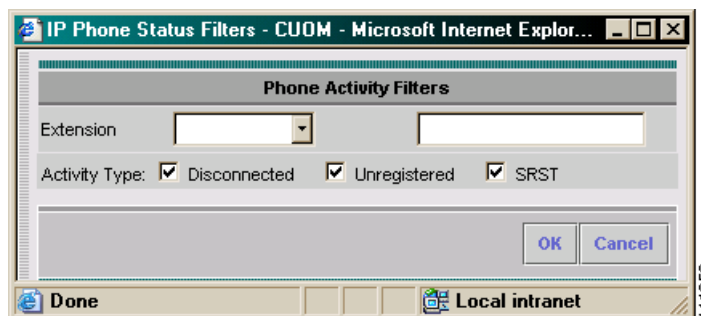 IP Phone Status Filters - CUOM - Microsoft Internet Explor...
Phone Activity Filters
Extension
Activity Type: Disconnected Unregistered SRST
OK Cancel
Done Local intranet